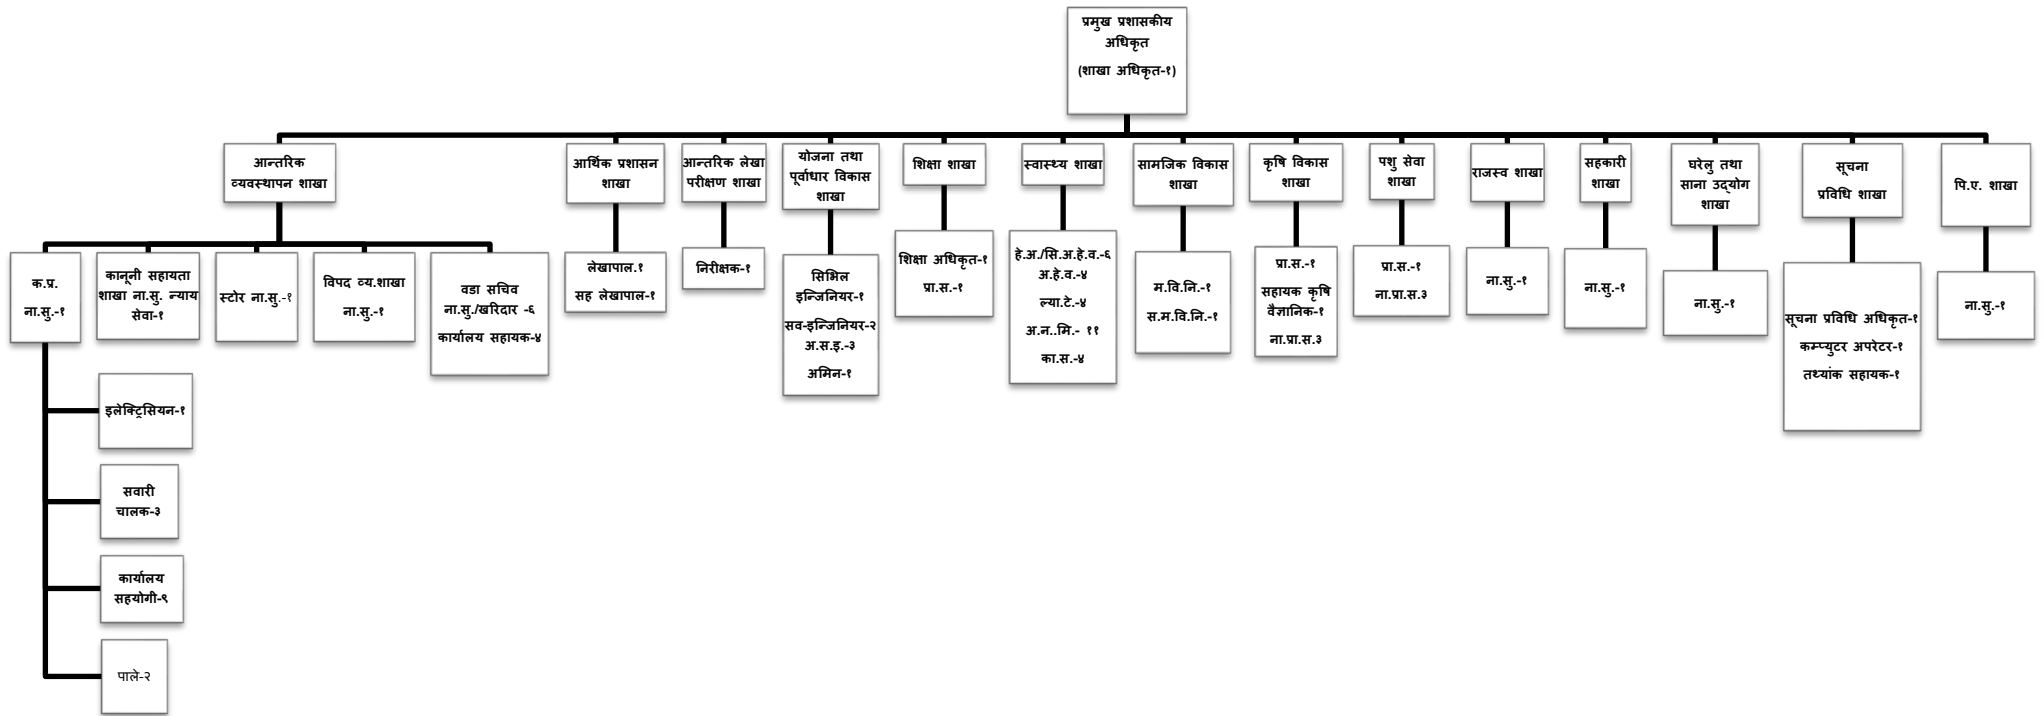 प्रमुख प्रशासकीय
अधिकृत
(शाखा अधिकृत-१)
आन्तरिक
व्यवस्थापन शाखा
आर्थिक प्रशासन
शाखा
आन्तरिक लेखा
परीक्षण शाखा
योजना तथा
पूर्वाधार विकास
शाखा
शिक्षा शाखा
स्वास्थ्य शाखा
सामजिक विकास
शाखा
कृषि विकास
शाखा
पशु सेवा
शाखा
राजस्व शाखा
सहकारी
शाखा
घरेलु तथा
साना उद्योग
शाखा
सूचना
प्रविधि शाखा
पि.ए. शाखा
क.प्र.
ना.सु.-१
कानूनी सहायता
शाखा ना.सु. न्याय
सेवा-१
स्टोर ना.सु.-१
विपद व्य.शाखा
ना.सु.-१
वडा सचिव
ना.सु./खरिदार -६
कार्यालय सहायक-४
लेखापाल.१
सह लेखापाल-१
निरीक्षक-१
सिभिल
इन्जिनियर-१
सव-इन्जिनियर-२
अ.स.इ.-३
अमिन-१
शिक्षा अधिकृत-१
प्रा.स.-१
हे.अ./सि.अ.हे.व.-६
अ.हे.व.-४
ल्या.टे.-४
अ.न..मि.- ११
का.स.-४
म.वि.नि.-१
स.म.वि.नि.-१
प्रा.स.-१
सहायक कृषि
वैज्ञानिक-१
ना.प्रा.स.३
प्रा.स.-१
ना.प्रा.स.३
ना.सु.-१
ना.सु.-१
ना.सु.-१
सूचना प्रविधि अधिकृत-१
कम्प्युटर अपरेटर-१
तथ्यांक सहायक-१
ना.सु.-१
इलेक्ट्रिसियन-१
सवारी
चालक-३
कार्यालय
सहयोगी-९
पाले-२